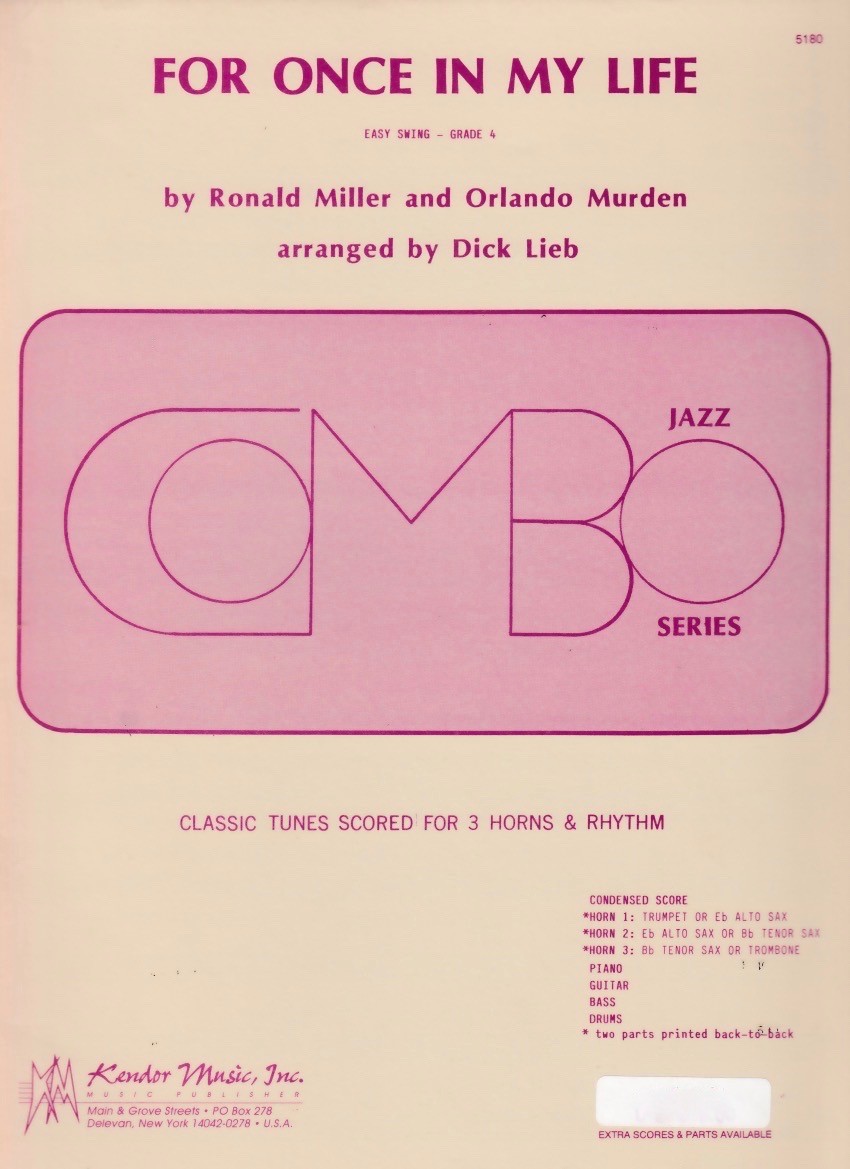 5180
FOR ONCE IN MY LIFE
EASY SWING - GRADE 4
by Ronald Miller and Orlando Murden
arranged by Dick Lieb
JAZZ
COMBO
SERIES
CLASSIC TUNES SCORED FOR 3 HORNS & RHYTHM
CONDENSED SCORE
*HORN 1: TRUMPET OR Eb ALTO SAX
*HORN 2: Eb ALTO SAX OR Bb TENOR SAX
*HORN 3: Bb TENOR SAX OR TROMBONE
PIANO
GUITAR
BASS
DRUMS
* two parts printed back-to-back
Kendor Music, Inc.
MUSIC PUBLISHER
Main & Grove Streets • PO Box 278
Delevan, New York 14042-0278 • U.S.A.
EXTRA SCORES & PARTS AVAILABLE